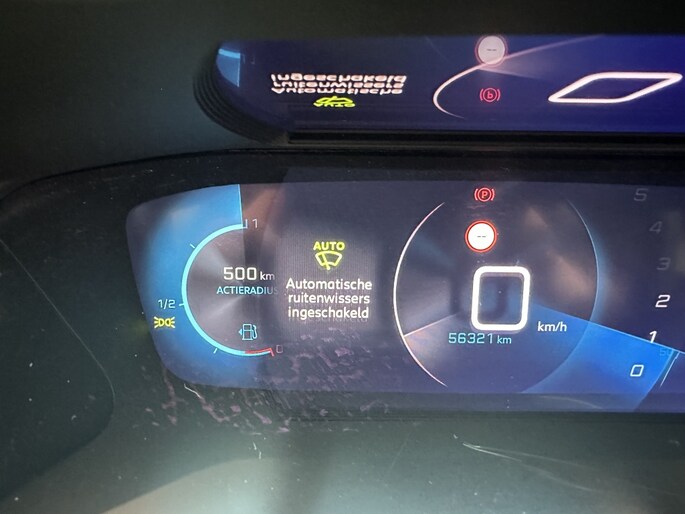 1
500 km
ACTIERADIUS
1/2
0
AUTO
Automatische
ruitenwissers
ingeschakeld
P
--
0
km/h
56321 km
5
4
3
2
1
0